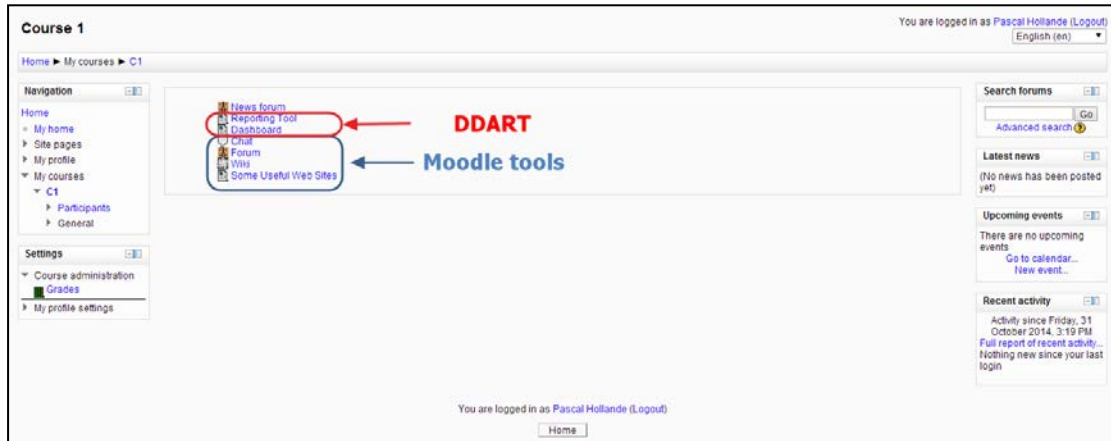 Course 1
You are logged in as Pascal Hollande (Logout)
English (en)
Home ► My courses ► C1
Navigation
Home
My home
Site pages
My profile
My courses
C1
Participants
General
Settings
Course administration
Grades
My profile settings
News forum
Reporting Tool
Dashboard
Chat
Forum
Wiki
Some Useful Web Sites
DDART
Moodle tools
Search forums
Go
Advanced search
Latest news
(No news has been posted
yet)
Upcoming events
There are no upcoming
events
Go to calendar...
New event...
Recent activity
Activity since Friday, 31
October 2014, 3:19 PM
Full report of recent activity...
Nothing new since your last
login
You are logged in as Pascal Hollande (Logout)
Home